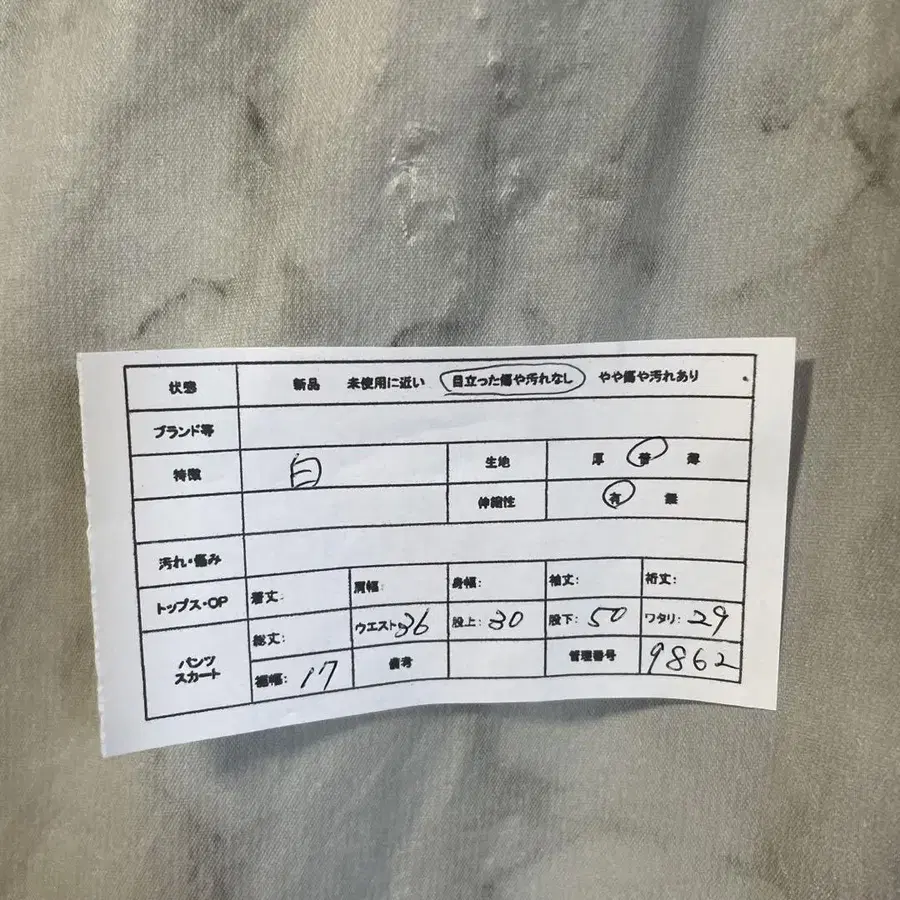 状態 新品 未使用に近い 目立った傷や汚れなし やや傷や汚れあり
ブランド等
特徴 白 生地 厚 普 薄
伸縮性 有 無
汚れ・傷み
トップス・OP 着丈: 肩幅: 身幅: 袖丈: 裄丈:
パンツ スカート 総丈: ウエスト:36 股上:30 股下:50 ワタリ:29
裾幅:17 備考 管理番号 9862